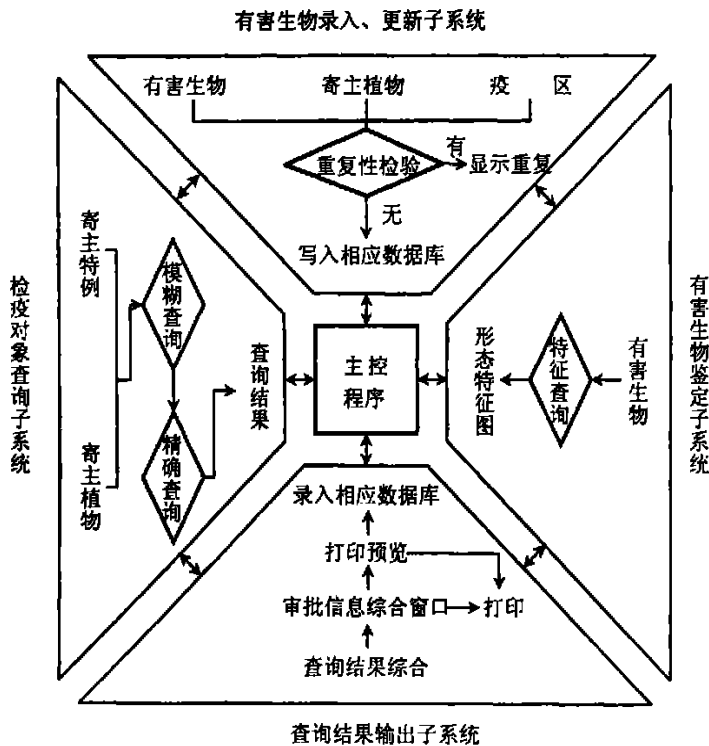 有害生物录入、更新子系统
有害生物
寄主植物
疫 区
重复性检验
有
显示重复
无
写入相应数据库
检疫对象查询子系统
寄主特例
寄主植物
模糊查询
精确查询
查询结果
主控
程序
形态特征图
特征查询
有害生物
有害生物鉴定子系统
录入相应数据库
打印预览
审批信息综合窗口
打印
查询结果综合
查询结果输出子系统